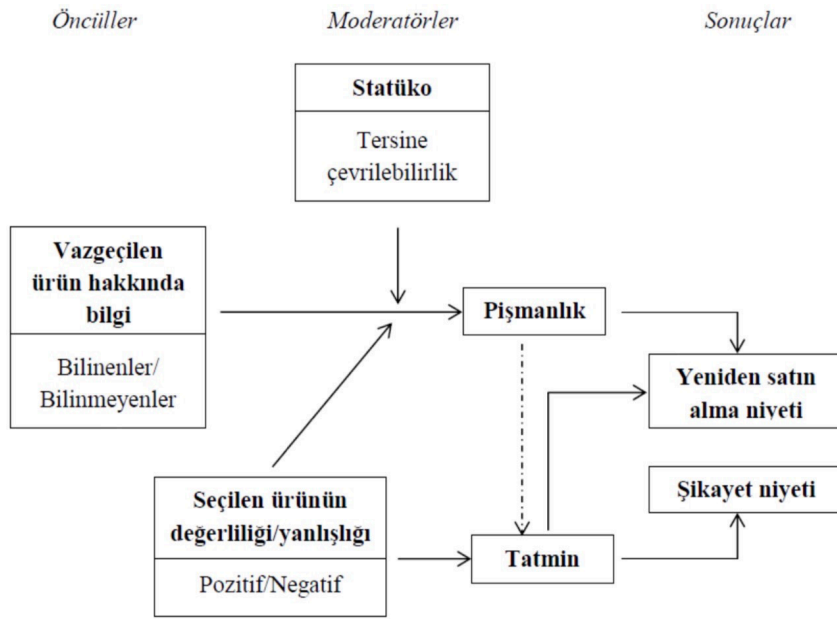 Öncüller
Moderatörler
Sonuçlar
Statüko
Tersine
çevrilebilirlik
Vazgeçilen
ürün hakkında
bilgi
Bilinenler/
Bilinmeyenler
Pişmanlık
Yeniden satın
alma niveti
Seçilen ürünün
değerliliği/yanlışlığı
Pozitif/Negatif
Tatmin
Şikayet niyeti